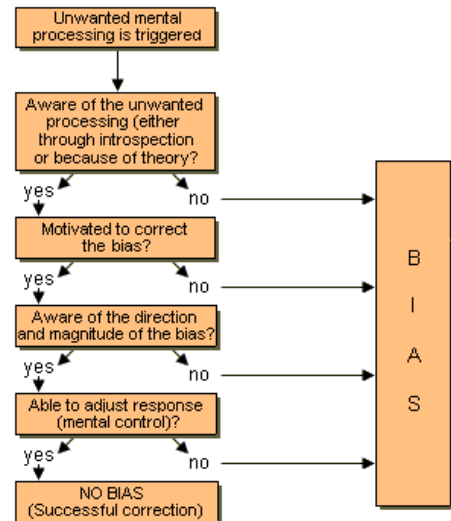 Unwanted mental
processing is triggered
Aware of the unwanted
processing (either
through introspection
or because of theory?
yes
no
Motivated to correct
the bias?
yes
no
Aware of the direction
and magnitude of the bias?
yes
no
Able to adjust response
(mental control)?
yes
no
NO BIAS
(Successful correction)
B
I
A
S